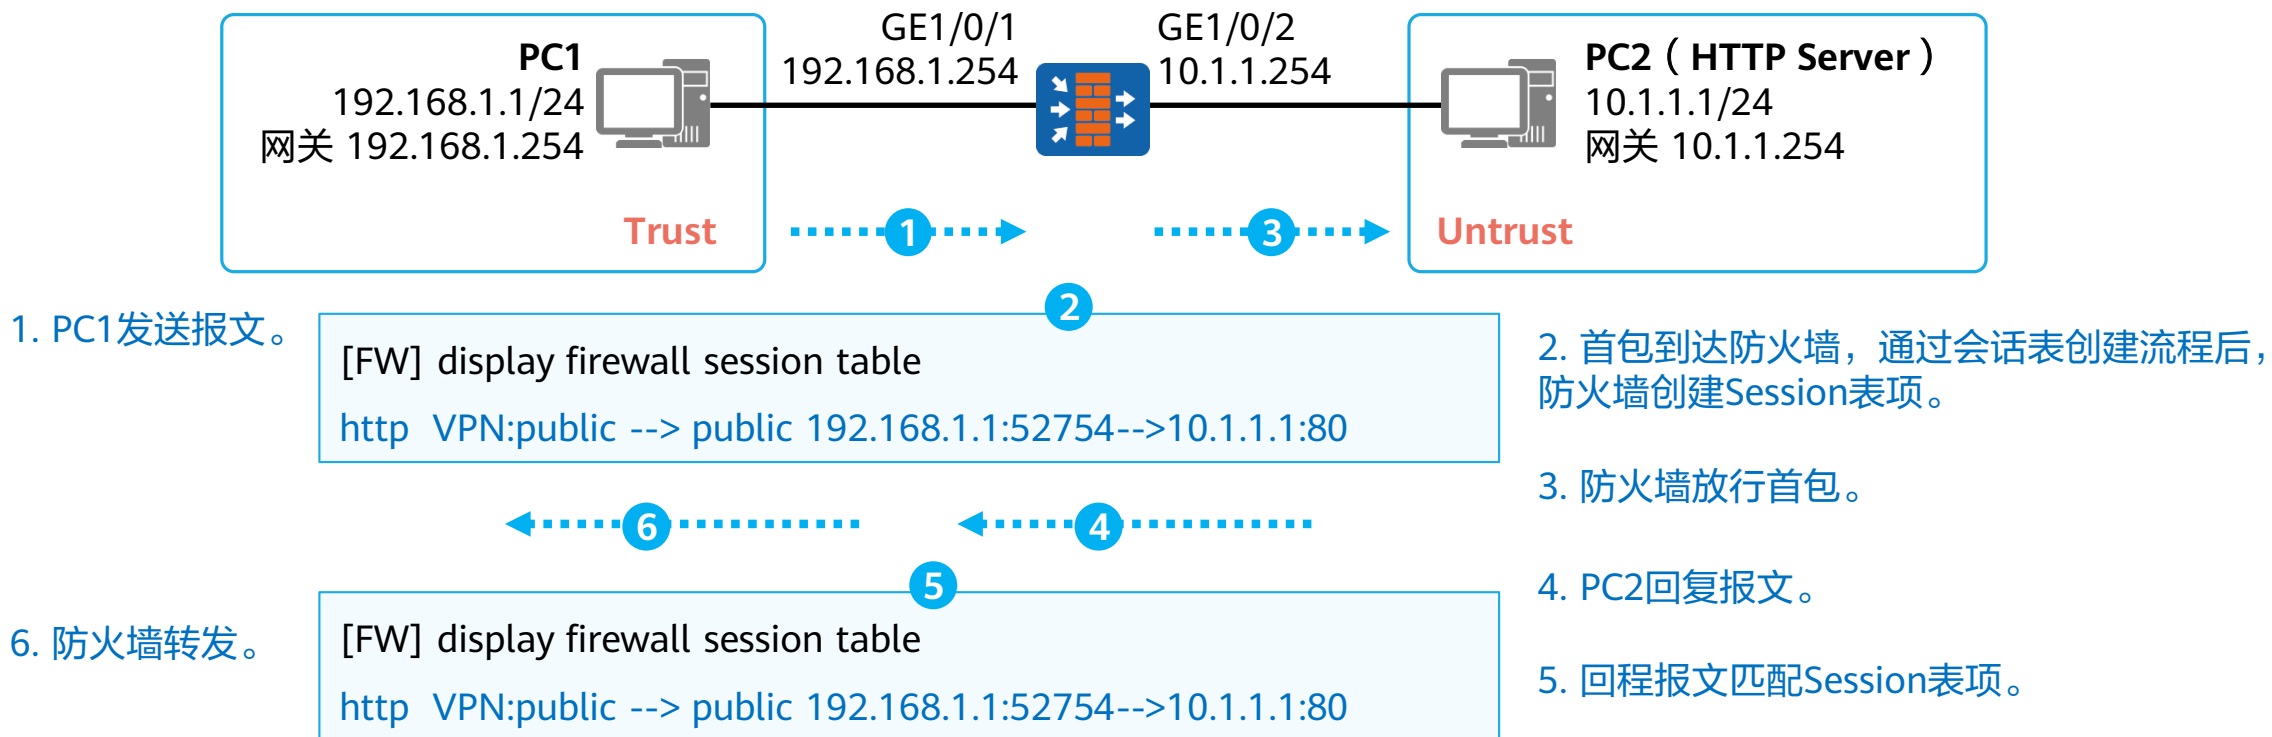 PC1
192.168.1.1/24
网关 192.168.1.254
Trust
GE1/0/1
192.168.1.254
GE1/0/2
10.1.1.254
PC2（HTTP Server）
10.1.1.1/24
网关 10.1.1.254
Untrust
1
3
1. PC1发送报文。
2
[FW] display firewall session table
http VPN:public --> public 192.168.1.1:52754-->10.1.1.1:80
2. 首包到达防火墙，通过会话表创建流程后，
防火墙创建Session表项。
3. 防火墙放行首包。
6
4
4. PC2回复报文。
5
6. 防火墙转发。
[FW] display firewall session table
http VPN:public --> public 192.168.1.1:52754-->10.1.1.1:80
5. 回程报文匹配Session表项。